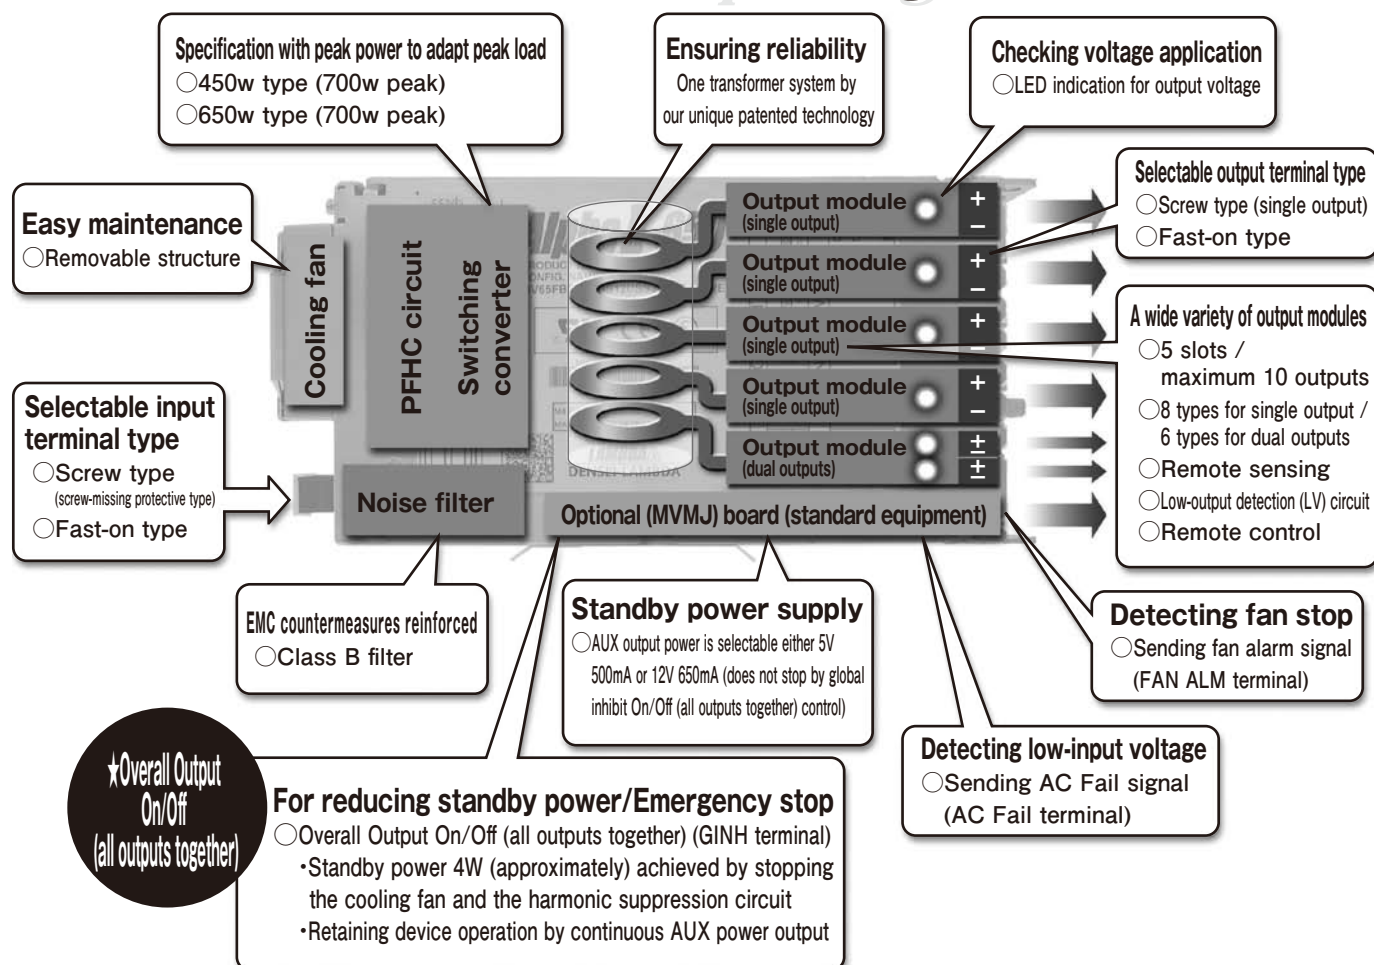 Specification with peak power to adapt peak load
○450w type (700w peak)
○650w type (700w peak)
Ensuring reliability
One transformer system by
our unique patented technology
Checking voltage application
○LED indication for output voltage
Easy maintenance
○Removable structure
Selectable input
terminal type
○Screw type
(screw-missing protective type)
○Fast-on type
Cooling fan
PFHC circuit
Switching
converter
Noise filter
Output module
(single output)
+
−
Output module
(single output)
+
−
Output module
(single output)
+
−
Output module
(single output)
+
−
Output module
(dual outputs)
±
±
Optional (MVMJ) board (standard equipment)
DENSEI-LAMBDA
Selectable output terminal type
○Screw type (single output)
○Fast-on type
A wide variety of output modules
○5 slots /
maximum 10 outputs
○8 types for single output /
6 types for dual outputs
○Remote sensing
○Low-output detection (LV) circuit
○Remote control
EMC countermeasures reinforced
○Class B filter
Standby power supply
○AUX output power is selectable either 5V
500mA or 12V 650mA (does not stop by global
inhibit On/Off (all outputs together) control)
Detecting fan stop
○Sending fan alarm signal
(FAN ALM terminal)
Detecting low-input voltage
○Sending AC Fail signal
(AC Fail terminal)
★Overall Output
On/Off
(all outputs together)
For reducing standby power/Emergency stop
○Overall Output On/Off (all outputs together) (GINH terminal)
・Standby power 4W (approximately) achieved by stopping
the cooling fan and the harmonic suppression circuit
・Retaining device operation by continuous AUX power output